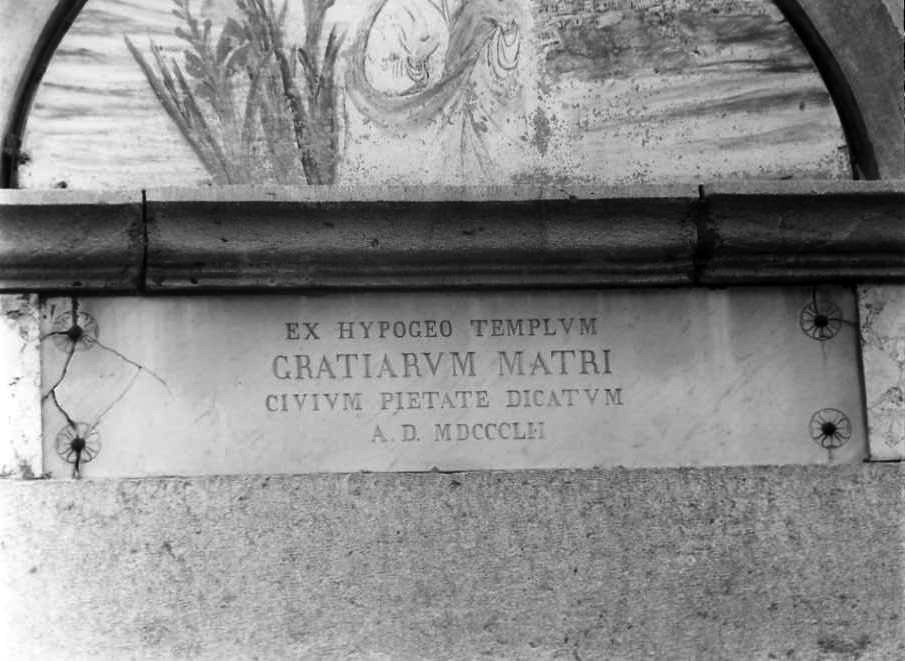 EX HYPOGEO TEMPLVM
GRATIARVM MATRI
CIVIVM PIETATE DICATVM
A. D. MDCCCLII